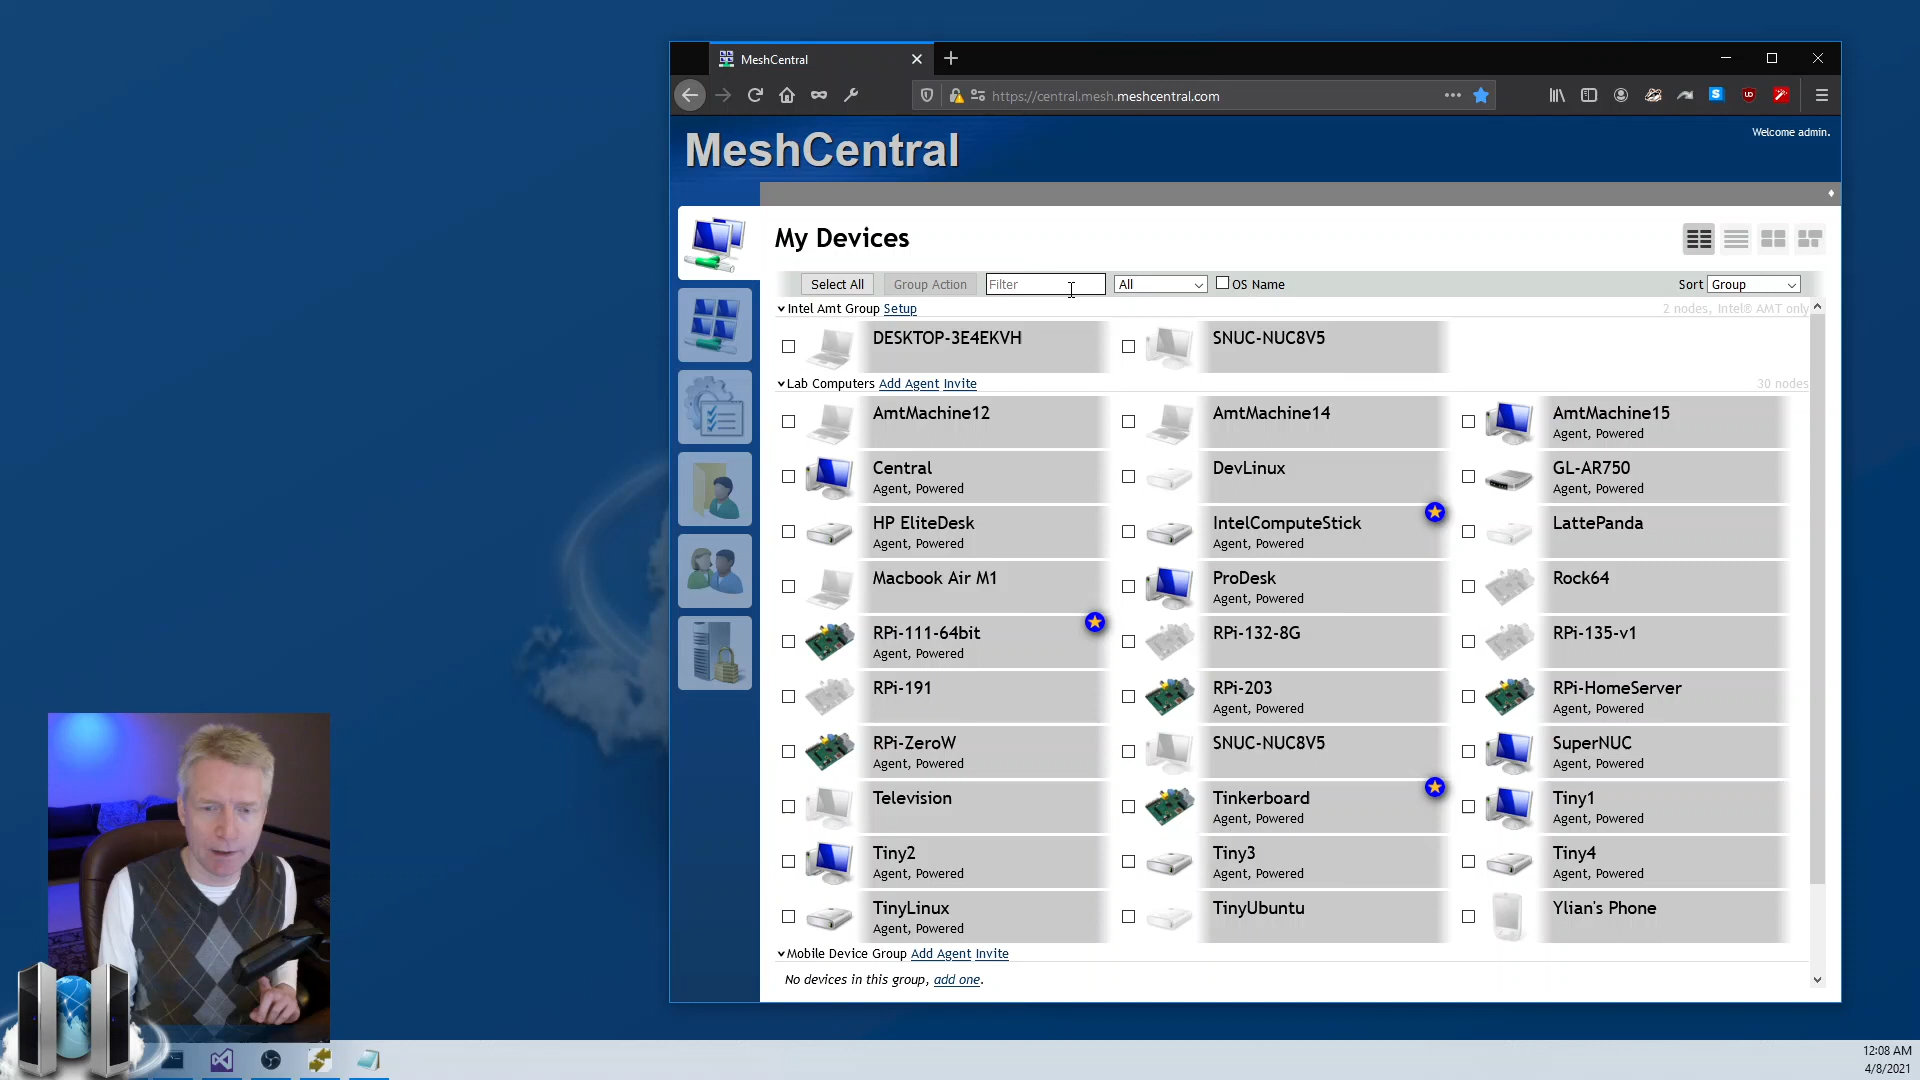 MeshCentral
https://central.mesh.meshcentral.com
MeshCentral
Welcome admin.
My Devices
Select All
Group Action
Filter
All
OS Name
Sort
Group
Intel Amt Group Setup
2 nodes, Intel® AMT only
DESKTOP-3E4EKVH
SNUC-NUC8V5
Lab Computers Add Agent Invite
30 nodes
AmtMachine12
AmtMachine14
AmtMachine15
Agent, Powered
Central
Agent, Powered
DevLinux
GL-AR750
Agent, Powered
HP EliteDesk
Agent, Powered
IntelComputeStick
Agent, Powered
LattePanda
Macbook Air M1
ProDesk
Agent, Powered
Rock64
RPi-111-64bit
Agent, Powered
RPi-132-8G
RPi-135-v1
RPi-191
RPi-203
Agent, Powered
RPi-HomeServer
Agent, Powered
RPi-ZeroW
Agent, Powered
SNUC-NUC8V5
SuperNUC
Agent, Powered
Television
Tinkerboard
Agent, Powered
Tiny1
Agent, Powered
Tiny2
Agent, Powered
Tiny3
Agent, Powered
Tiny4
Agent, Powered
TinyLinux
Agent, Powered
TinyUbuntu
Ylian's Phone
Mobile Device Group Add Agent Invite
No devices in this group, add one.
12:08 AM
4/8/2021